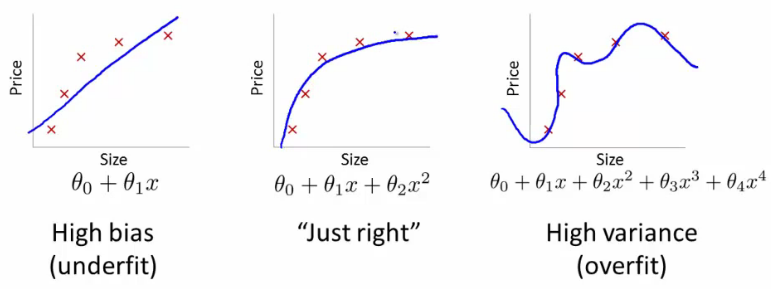 Price
Size
θ₀ + θ₁x
High bias
(underfit)
Price
Size
θ₀ + θ₁x + θ₂x²
“Just right”
Price
Size
θ₀ + θ₁x + θ₂x² + θ₃x³ + θ₄x⁴
High variance
(overfit)